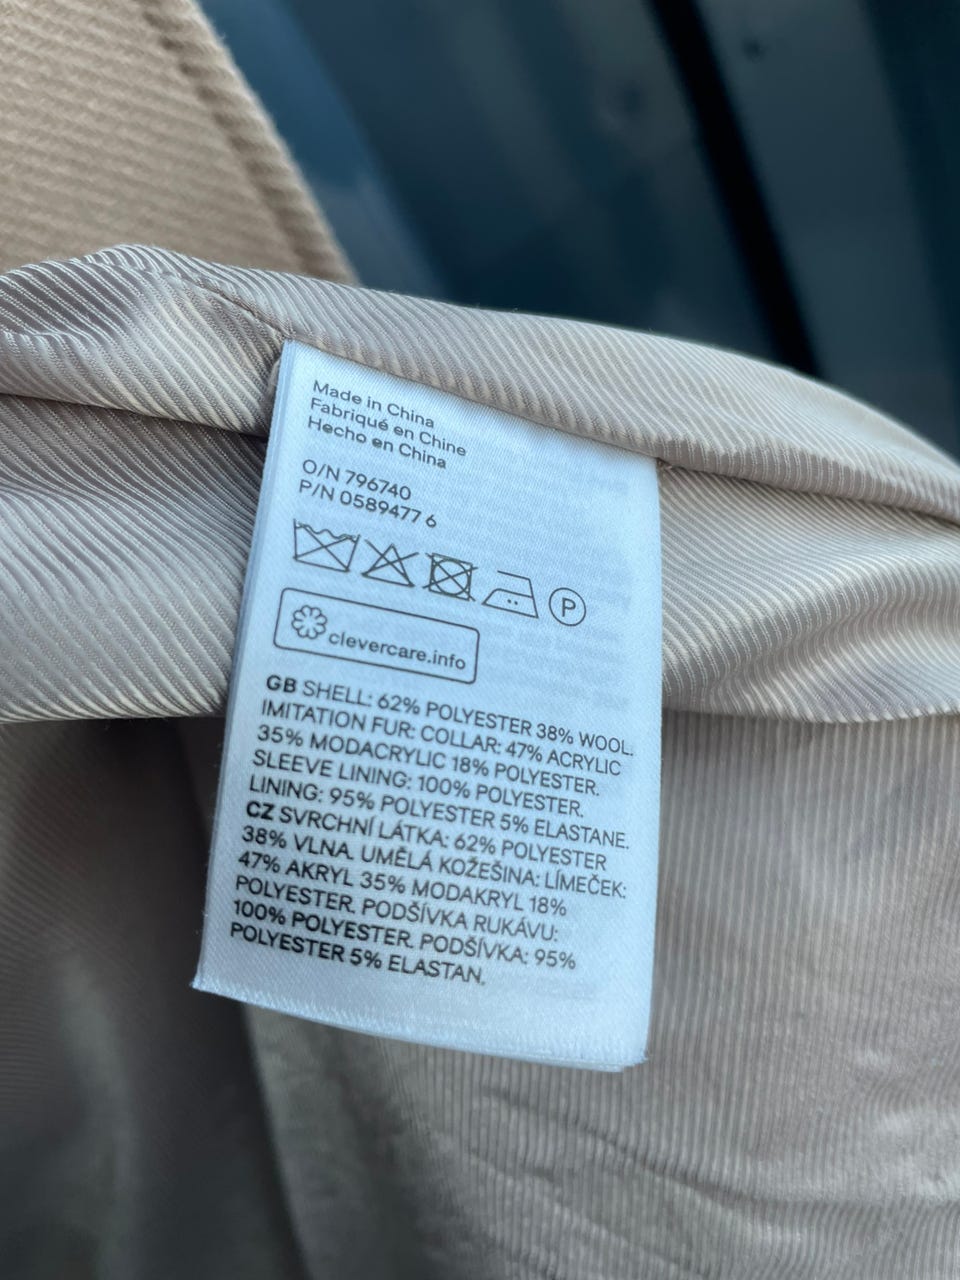 Made in China
Fabriqué en Chine
Hecho en China
O/N 796740
P/N 0589477 6
P
clevercare.info
GB SHELL: 62% POLYESTER 38% WOOL.
IMITATION FUR: COLLAR: 47% ACRYLIC
35% MODACRYLIC 18% POLYESTER.
SLEEVE LINING: 100% POLYESTER.
LINING: 95% POLYESTER 5% ELASTANE.
CZ SVRCHNÍ LÁTKA: 62% POLYESTER
38% VLNA. UMĚLÁ KOŽEŠINA: LÍMEČEK:
47% AKRYL 35% MODAKRYL 18%
POLYESTER. PODŠÍVKA RUKÁVU:
100% POLYESTER. PODŠÍVKA: 95%
POLYESTER 5% ELASTAN.